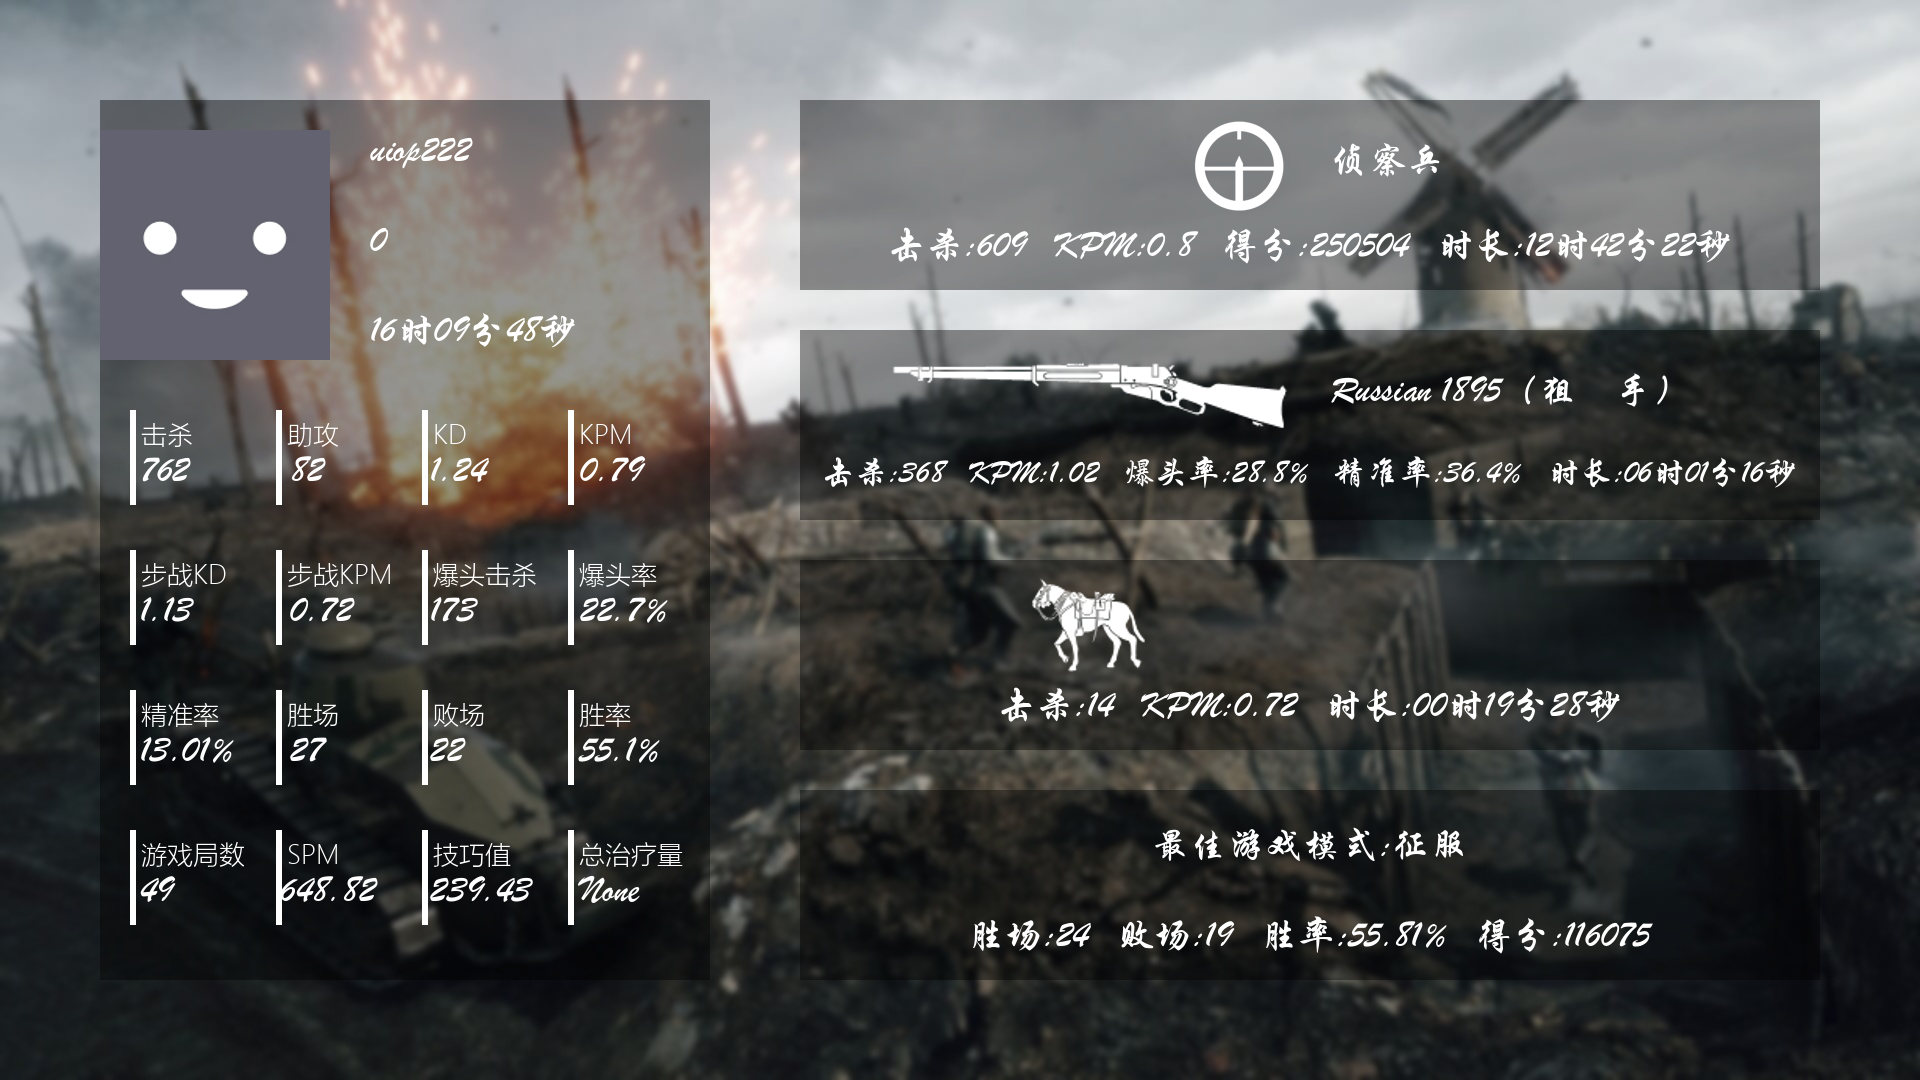 uiop222
0
16时09分48秒
击杀 助攻 KD KPM
762 82 1.24 0.79
步战KD 步战KPM 爆头击杀 爆头率
1.13 0.72 173 22.7%
精准率 胜场 败场 胜率
13.01% 27 22 55.1%
游戏局数 SPM 技巧值 总治疗量
49 648.82 239.43 None
侦察兵
击杀:609 KPM:0.8 得分:250504 时长:12时42分22秒
Russian 1895（狙 手）
击杀:368 KPM:1.02 爆头率:28.8% 精准率:36.4% 时长:06时01分16秒
击杀:14 KPM:0.72 时长:00时19分28秒
最佳游戏模式:征服
胜场:24 败场:19 胜率:55.81% 得分:116075